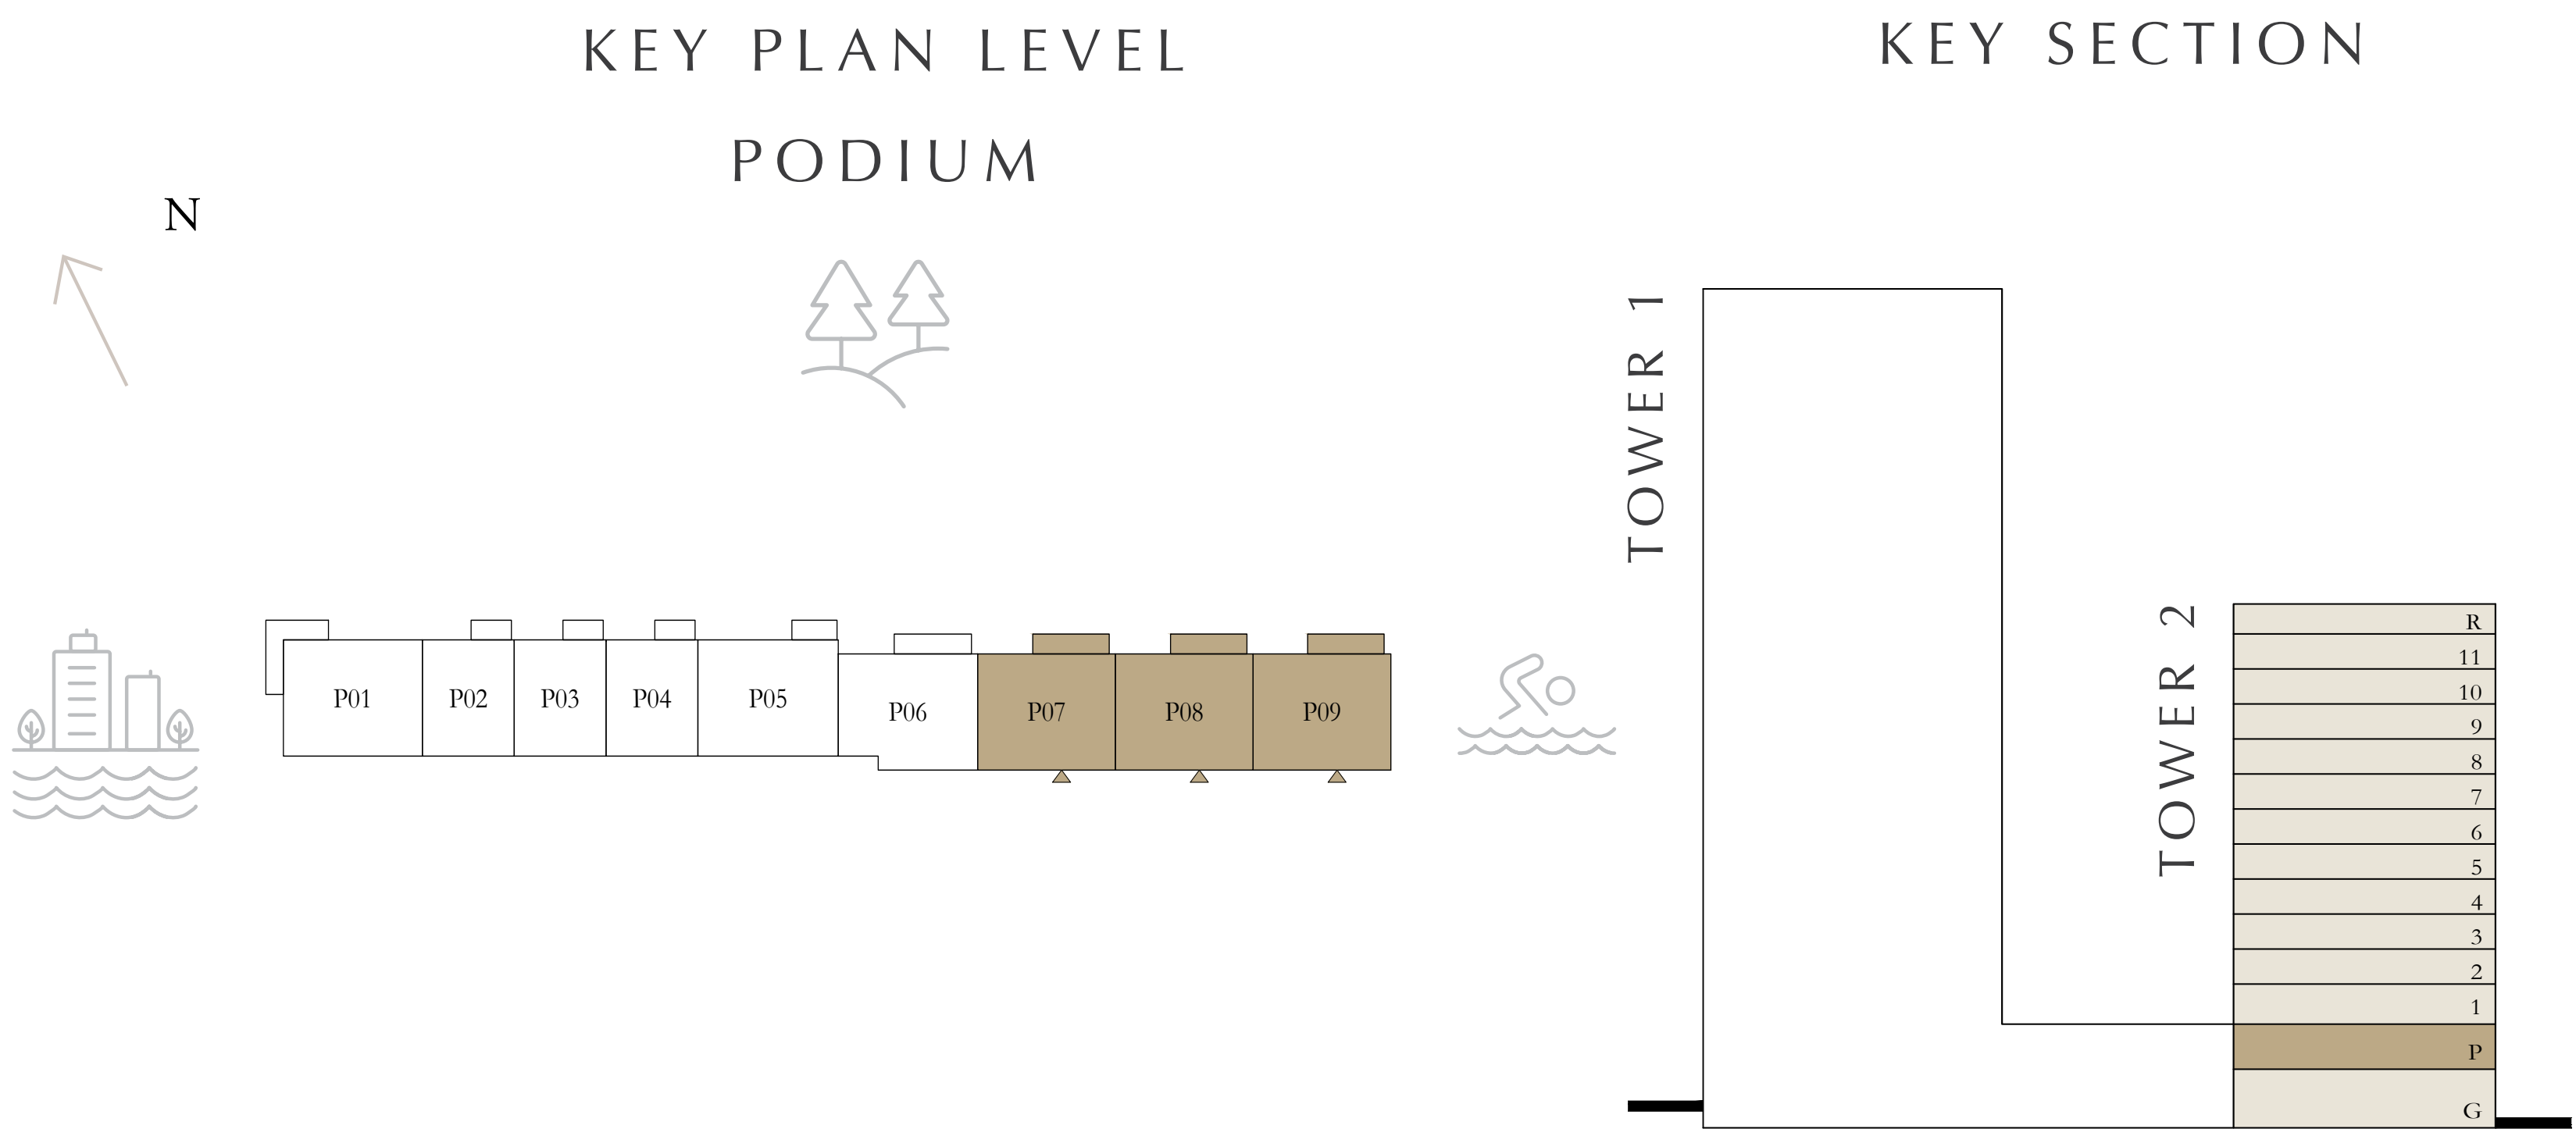 KEY PLAN LEVEL
PODIUM
N
P01 P02 P03 P04 P05 P06 P07 P08 P09
KEY SECTION
TOWER 1
TOWER 2
R
11
10
9
8
7
6
5
4
3
2
1
P
G